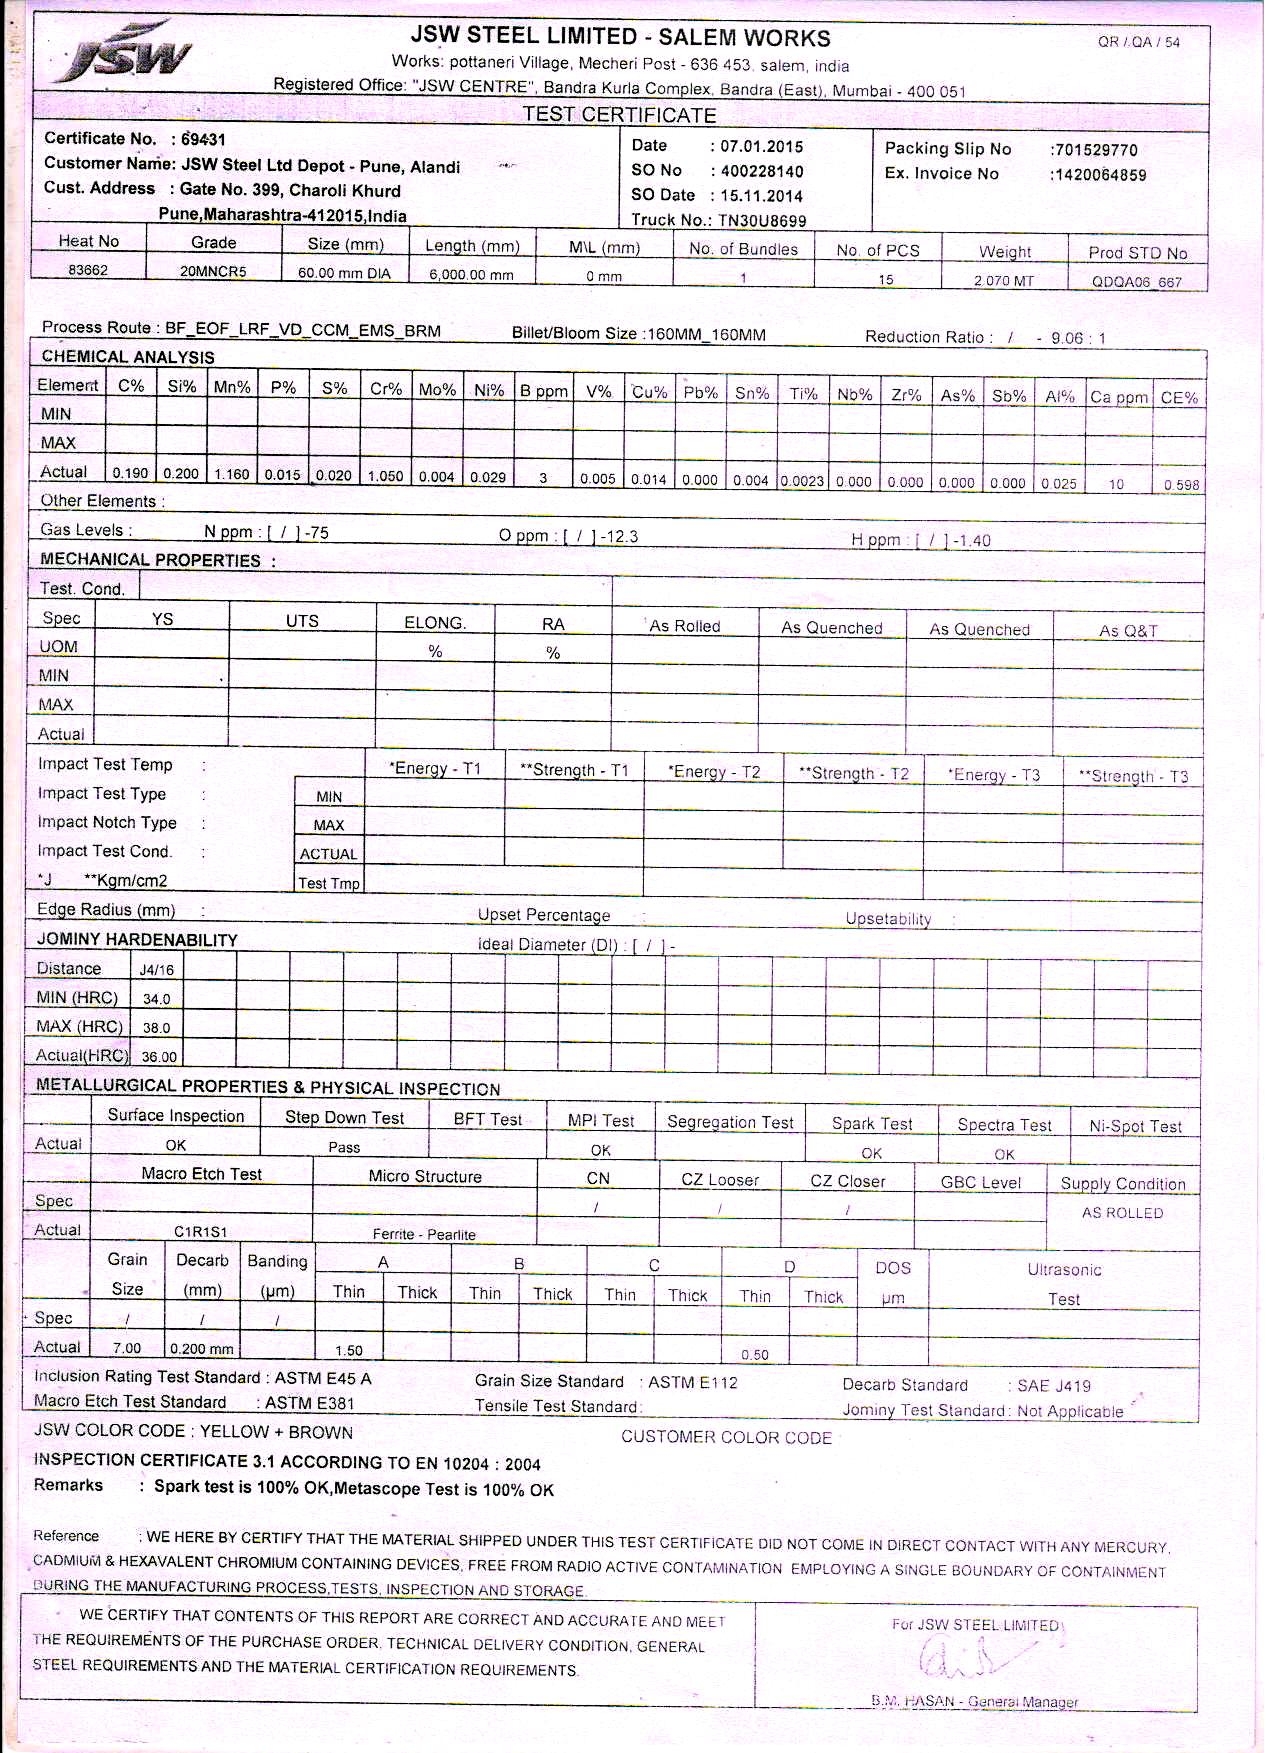 JSW
JSW STEEL LIMITED - SALEM WORKS
QR / QA / 54
Works: pottaneri Village, Mecheri Post - 636 453. salem, india
Registered Office: "JSW CENTRE", Bandra Kurla Complex, Bandra (East), Mumbai - 400 051
TEST CERTIFICATE
Certificate No. : 69431
Customer Name: JSW Steel Ltd Depot - Pune, Alandi
Cust. Address : Gate No. 399, Charoli Khurd
Pune,Maharashtra-412015,India
Date : 07.01.2015
SO No : 400228140
SO Date : 15.11.2014
Truck No.: TN30U8699
Packing Slip No :701529770
Ex. Invoice No :1420064859
Heat No Grade Size (mm) Length (mm) M\L (mm) No. of Bundles No. of PCS Weight Prod STD No
83662 20MNCR5 60.00 mm DIA 6,000.00 mm 0 mm 1 15 2.070 MT QDQA06_667
Process Route : BF_EOF_LRF_VD_CCM_EMS_BRM Billet/Bloom Size :160MM_160MM Reduction Ratio : / - 9.06 : 1
CHEMICAL ANALYSIS
Element C% Si% Mn% P% S% Cr% Mo% Ni% B ppm V% Cu% Pb% Sn% Ti% Nb% Zr% As% Sb% Al% Ca ppm CE%
MIN
MAX
Actual 0.190 0.200 1.160 0.015 0.020 1.050 0.004 0.029 3 0.005 0.014 0.000 0.004 0.0023 0.000 0.000 0.000 0.000 0.025 10 0.598
Other Elements :
Gas Levels : N ppm : [ / ]-75 O ppm : [ / ]-12.3 H ppm : [ / ]-1.40
MECHANICAL PROPERTIES :
Test. Cond.
Spec YS UTS ELONG. RA As Rolled As Quenched As Quenched As Q&T
UOM % %
MIN
MAX
Actual
Impact Test Temp : *Energy - T1 **Strength - T1 *Energy - T2 **Strength - T2 *Energy - T3 **Strength - T3
Impact Test Type : MIN
Impact Notch Type : MAX
Impact Test Cond. : ACTUAL
*J **Kgm/cm2 Test Tmp
Edge Radius (mm) : Upset Percentage : Upsetability :
JOMINY HARDENABILITY Ideal Diameter (DI) : [ / ] -
Distance J4/16
MIN (HRC) 34.0
MAX (HRC) 38.0
Actual(HRC) 36.00
METALLURGICAL PROPERTIES & PHYSICAL INSPECTION
Surface Inspection Step Down Test BFT Test MPI Test Segregation Test Spark Test Spectra Test Ni-Spot Test
Actual OK Pass OK OK OK
Macro Etch Test Micro Structure CN CZ Looser CZ Closer GBC Level Supply Condition
Spec / / / AS ROLLED
Actual C1R1S1 Ferrite - Pearlite
Grain Size Decarb (mm) Banding (µm) A B C D DOS µm Ultrasonic Test
Thin Thick Thin Thick Thin Thick Thin Thick
Spec / / /
Actual 7.00 0.200 mm 1.50 0.50
Inclusion Rating Test Standard : ASTM E45 A Grain Size Standard : ASTM E112 Decarb Standard : SAE J419
Macro Etch Test Standard : ASTM E381 Tensile Test Standard: Jominy Test Standard: Not Applicable
JSW COLOR CODE : YELLOW + BROWN CUSTOMER COLOR CODE
INSPECTION CERTIFICATE 3.1 ACCORDING TO EN 10204 : 2004
Remarks : Spark test is 100% OK,Metascope Test is 100% OK
Reference : WE HERE BY CERTIFY THAT THE MATERIAL SHIPPED UNDER THIS TEST CERTIFICATE DID NOT COME IN DIRECT CONTACT WITH ANY MERCURY,
CADMIUM & HEXAVALENT CHROMIUM CONTAINING DEVICES, FREE FROM RADIO ACTIVE CONTAMINATION EMPLOYING A SINGLE BOUNDARY OF CONTAINMENT
DURING THE MANUFACTURING PROCESS,TESTS, INSPECTION AND STORAGE.
WE CERTIFY THAT CONTENTS OF THIS REPORT ARE CORRECT AND ACCURATE AND MEET
THE REQUIREMENTS OF THE PURCHASE ORDER, TECHNICAL DELIVERY CONDITION, GENERAL
STEEL REQUIREMENTS AND THE MATERIAL CERTIFICATION REQUIREMENTS.
For JSW STEEL LIMITED
B.M. HASAN - General Manager